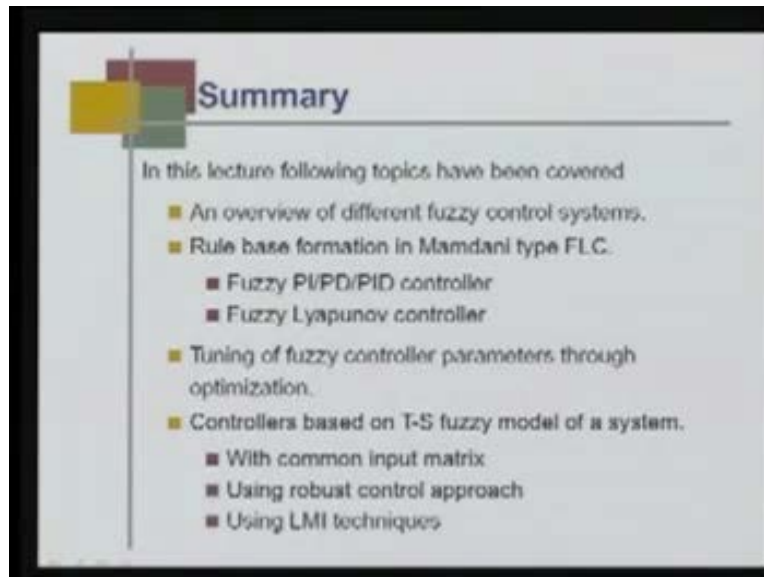 Summary
In this lecture following topics have been covered
An overview of different fuzzy control systems.
Rule base formation in Mamdani type FLC.
Fuzzy PI/PD/PID controller
Fuzzy Lyapunov controller
Tuning of fuzzy controller parameters through
optimization.
Controllers based on T-S fuzzy model of a system.
With common input matrix
Using robust control approach
Using LMI techniques